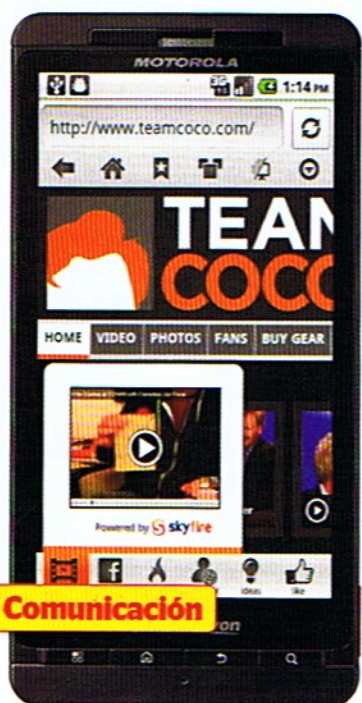 MOTOROLA
3G 1:14 PM
http://www.teamcoco.com/
TEAM
COCO
HOME VIDEO PHOTOS FANS BUY GEAR
Powered by skyfire
ideas like
Comunicación